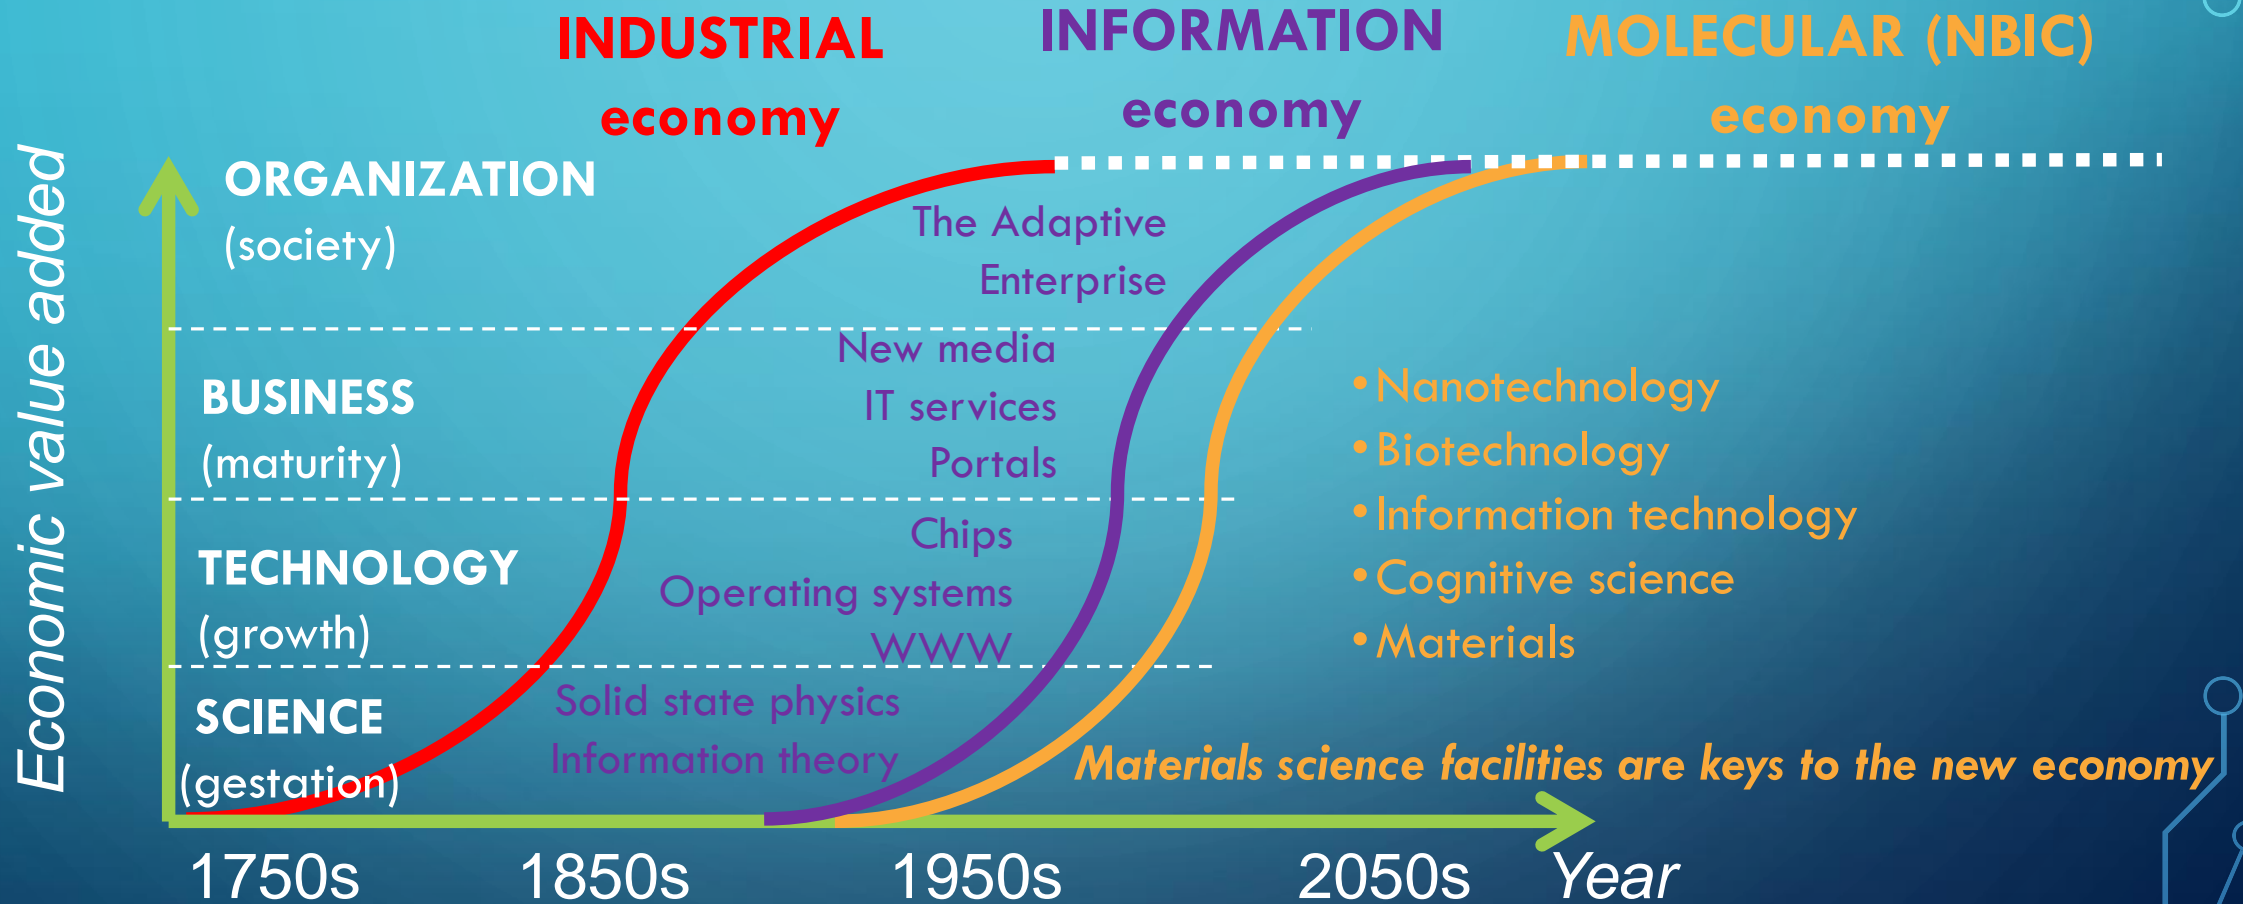 INDUSTRIAL
economy
INFORMATION
economy
MOLECULAR (NBIC)
economy
Economic value added
ORGANIZATION
(society)
BUSINESS
(maturity)
TECHNOLOGY
(growth)
SCIENCE
(gestation)
The Adaptive
Enterprise
New media
IT services
Portals
Chips
Operating systems
WWW
Solid state physics
Information theory
•Nanotechnology
•Biotechnology
•Information technology
•Cognitive science
•Materials
Materials science facilities are keys to the new economy
1750s 1850s 1950s 2050s Year